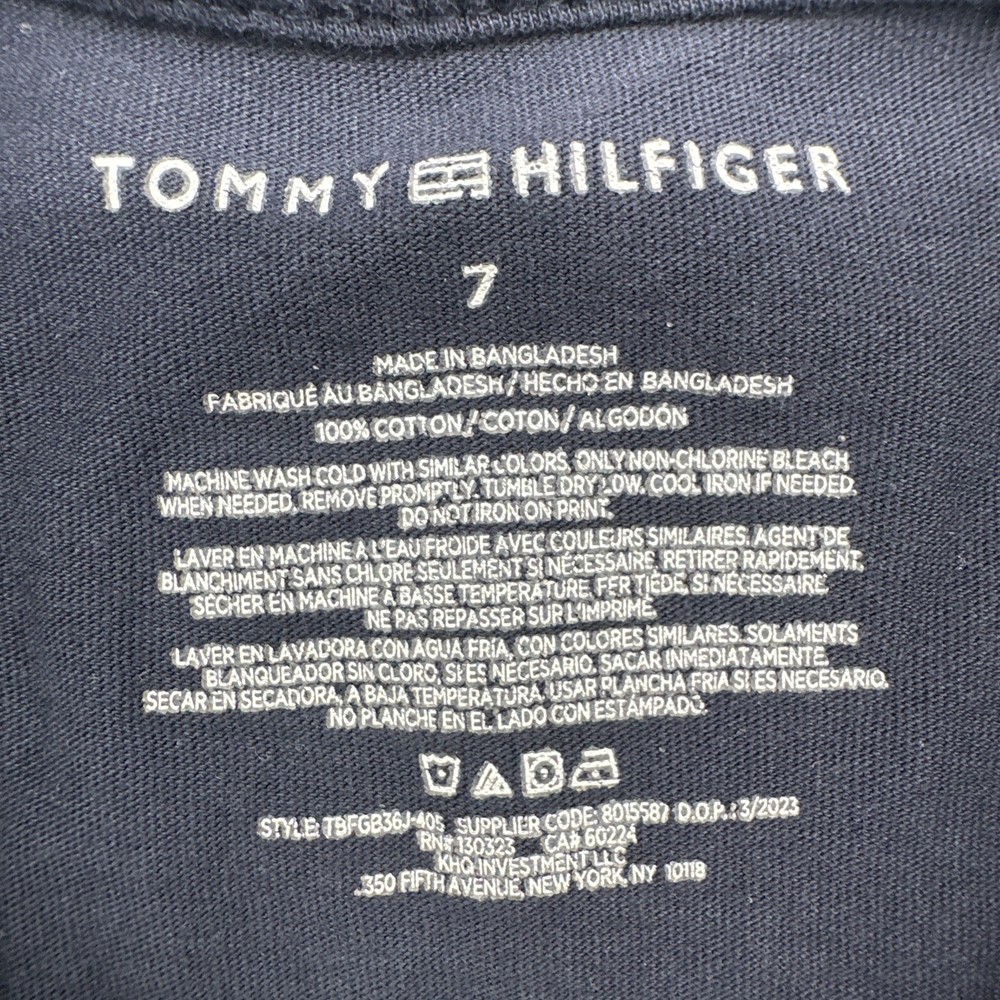 TOMMY HILFIGER
7
MADE IN BANGLADESH
FABRIQUÉ AU BANGLADESH / HECHO EN BANGLADESH
100% COTTON / COTON / ALGODÓN
MACHINE WASH COLD WITH SIMILAR COLORS, ONLY NON-CHLORINE BLEACH
WHEN NEEDED, REMOVE PROMPTLY. TUMBLE DRY LOW, COOL IRON IF NEEDED.
DO NOT IRON ON PRINT.
LAVER EN MACHINE À L'EAU FROIDE AVEC COULEURS SIMILAIRES. AGENT DE
BLANCHIMENT SANS CHLORE SEULEMENT SI NÉCESSAIRE, RETIRER RAPIDEMENT.
SÉCHER EN MACHINE À BASSE TEMPÉRATURE, FER TIÈDE, SI NÉCESSAIRE
NE PAS REPASSER SUR L'IMPRIMÉ.
LAVER EN LAVADORA CON AGUA FRÍA, CON COLORES SIMILARES. SOLAMENTS
BLANQUEADOR SIN CLORO, SI ES NECESARIO, SACAR INMEDIATAMENTE.
SECAR EN SECADORA, A BAJA TEMPERATURA, USAR PLANCHA FRÍA SI ES NECESARIO.
NO PLANCHE EN EL LADO CON ESTAMPADO.
STYLE: TBFGB36J-405 SUPPLIER CODE: 8015587 D.O.P.: 3/2023
RN# 130323 CA# 60224
KHQ INVESTMENT LLC
350 FIFTH AVENUE, NEW YORK, NY 10118